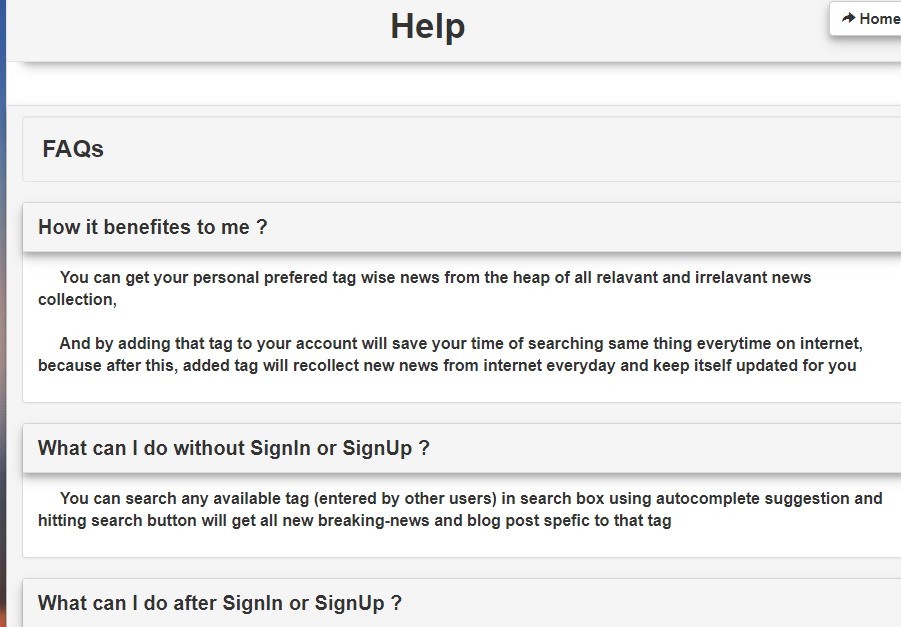 Help
Home
FAQs
How it benefites to me ?
You can get your personal prefered tag wise news from the heap of all relavant and irrelavant news
collection,
And by adding that tag to your account will save your time of searching same thing everytime on internet,
because after this, added tag will recollect new news from internet everyday and keep itself updated for you
What can I do without SignIn or SignUp ?
You can search any available tag (entered by other users) in search box using autocomplete suggestion and
hitting search button will get all new breaking-news and blog post spefic to that tag
What can I do after SignIn or SignUp ?